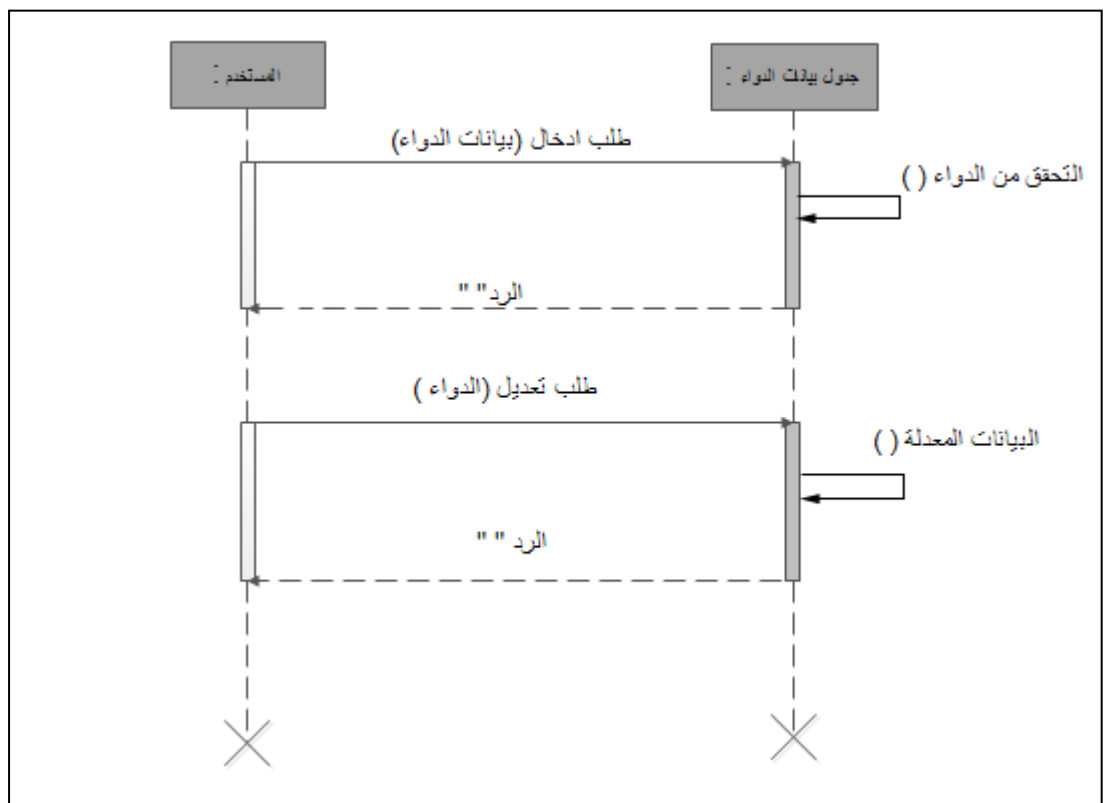 المستخدم :
جدول بيانات الدواء :
طلب ادخال (بيانات الدواء)
التحقق من الدواء ( )
الرد" "
طلب تعديل (الدواء )
البيانات المعدلة ( )
الرد " "